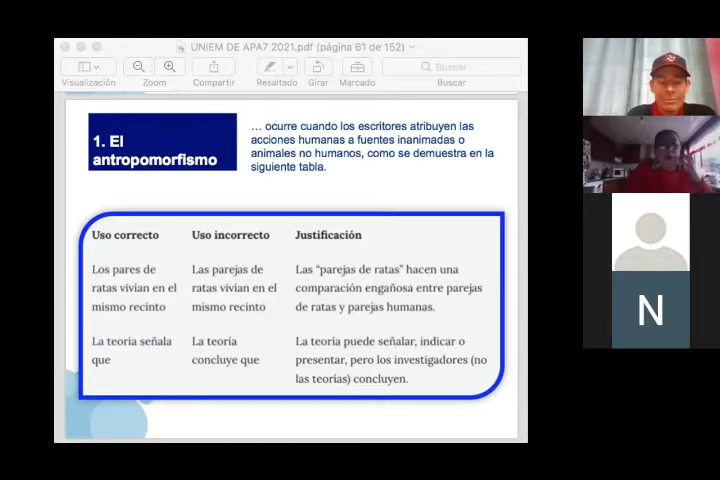 UNIEM DE APA7 2021.pdf (página 61 de 152)
Visualización
Zoom
Compartir
Resaltado
Girar
Marcado
Buscar
Buscar
1. El
antropomorfismo
… ocurre cuando los escritores atribuyen las
acciones humanas a fuentes inanimadas o
animales no humanos, como se demuestra en la
siguiente tabla.
Uso correcto
Uso incorrecto
Justificación
Los pares de
ratas vivían en el
mismo recinto
Las parejas de
ratas vivían en el
mismo recinto
Las “parejas de ratas” hacen una
comparación engañosa entre parejas
de ratas y parejas humanas.
La teoría señala
que
La teoría
concluye que
La teoría puede señalar, indicar o
presentar, pero los investigadores (no
las teorías) concluyen.
N